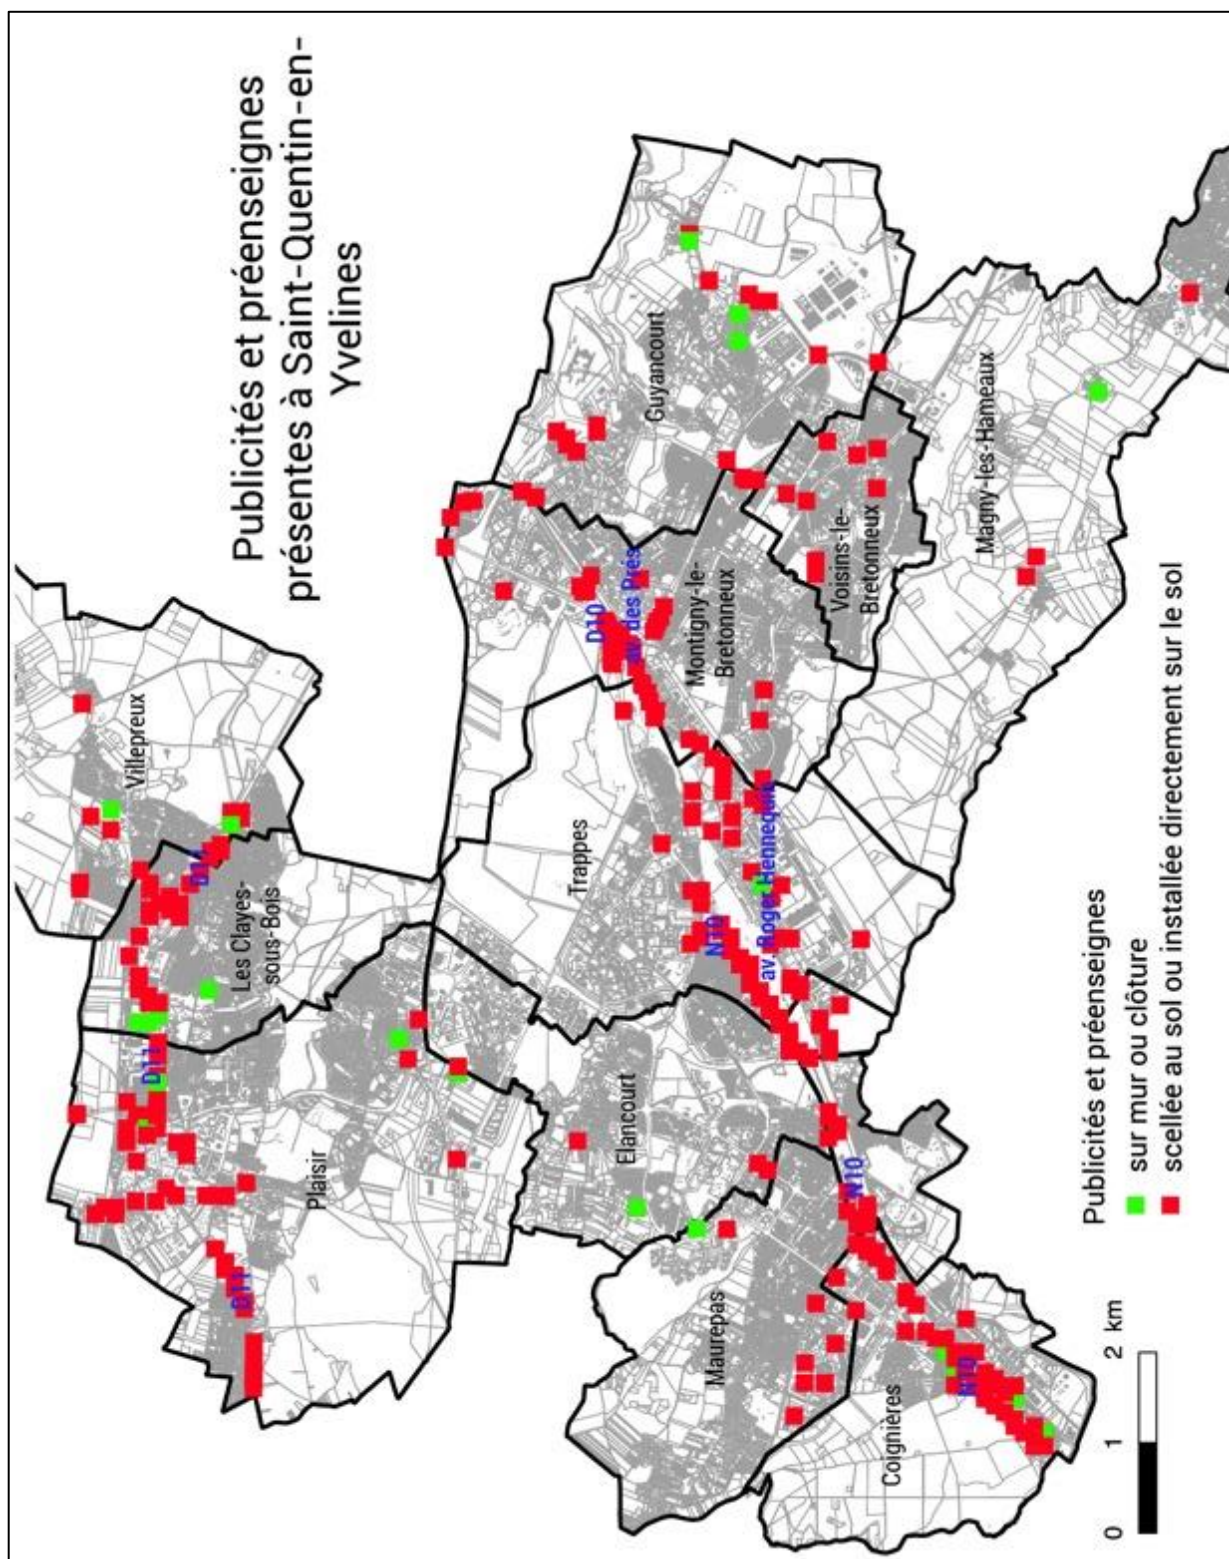 Publicités et préenseignes
présentes à Saint-Quentin-en-
Yvelines
Villepreux
D11
Les Clayes-
sous-Bois
D11
Plaisir
D11
Guyancourt
D10
av. des Prés
Montigny-le-
Bretonneux
Voisins-le-
Bretonneux
Magny-les-Hameaux
Trappes
N10
av. Roger Hennequin
Elancourt
N10
Maurepas
Coignières
N10
Publicités et préenseignes
sur mur ou clôture
scellée au sol ou installée directement sur le sol
0 1 2 km